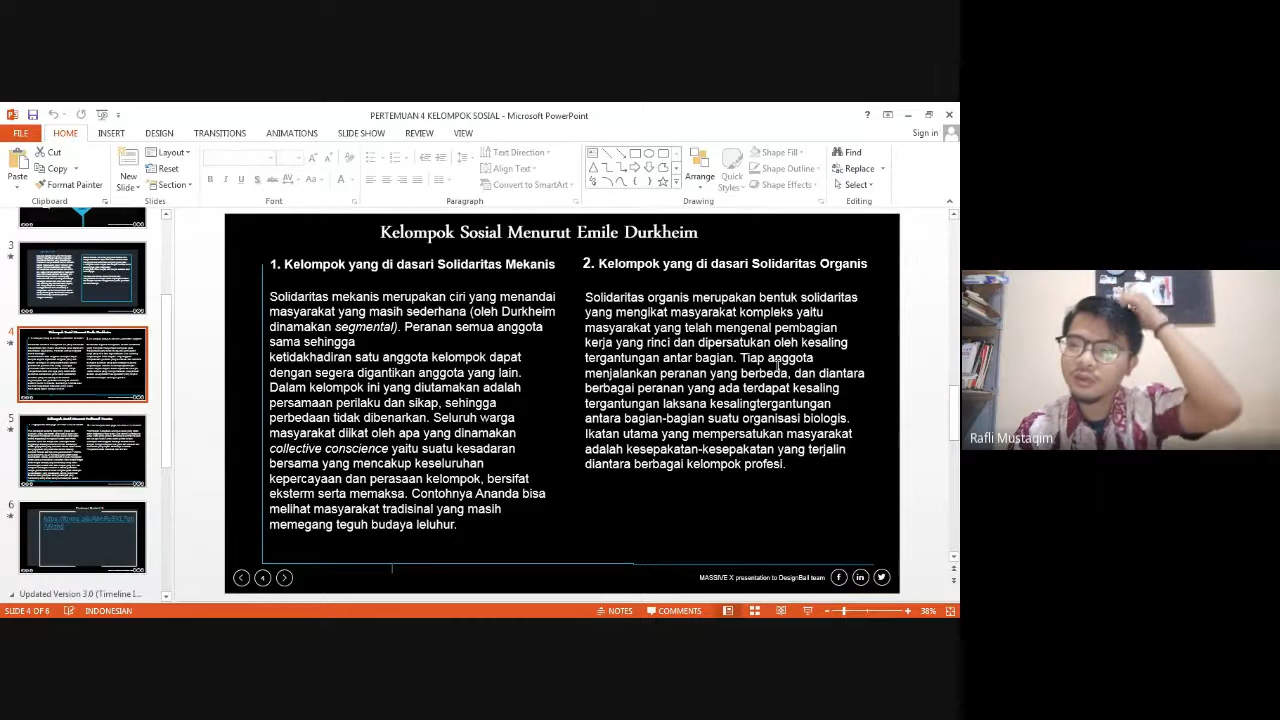 PERTEMUAN 4 KELOMPOK SOSIAL - Microsoft PowerPoint
FILE HOME INSERT DESIGN TRANSITIONS ANIMATIONS SLIDE SHOW REVIEW VIEW Sign in
Paste
Cut
Copy
Format Painter
Clipboard
New Slide
Layout
Reset
Section
Slides
Font
Text Direction
Align Text
Convert to SmartArt
Paragraph
Arrange
Quick Styles
Shape Fill
Shape Outline
Shape Effects
Drawing
Find
Replace
Select
Editing
3
4
5
6
Updated Version 3.0 (Timeline I...
Kelompok Sosial Menurut Emile Durkheim
1. Kelompok yang di dasari Solidaritas Mekanis
Solidaritas mekanis merupakan ciri yang menandai
masyarakat yang masih sederhana (oleh Durkheim
dinamakan segmental). Peranan semua anggota
sama sehingga
ketidakhadiran satu anggota kelompok dapat
dengan segera digantikan anggota yang lain.
Dalam kelompok ini yang diutamakan adalah
persamaan perilaku dan sikap, sehingga
perbedaan tidak dibenarkan. Seluruh warga
masyarakat diikat oleh apa yang dinamakan
collective conscience yaitu suatu kesadaran
bersama yang mencakup keseluruhan
kepercayaan dan perasaan kelompok, bersifat
eksterm serta memaksa. Contohnya Ananda bisa
melihat masyarakat tradisinal yang masih
memegang teguh budaya leluhur.
2. Kelompok yang di dasari Solidaritas Organis
Solidaritas organis merupakan bentuk solidaritas
yang mengikat masyarakat kompleks yaitu
masyarakat yang telah mengenal pembagian
kerja yang rinci dan dipersatukan oleh kesaling
tergantungan antar bagian. Tiap anggota
menjalankan peranan yang berbeda, dan diantara
berbagai peranan yang ada terdapat kesaling
tergantungan laksana kesalingtergantungan
antara bagian-bagian suatu organisasi biologis.
Ikatan utama yang mempersatukan masyarakat
adalah kesepakatan-kesepakatan yang terjalin
diantara berbagai kelompok profesi.
4
MASSIVE X presentation to DesignBall team
Rafli Mustaqim
SLIDE 4 OF 6 INDONESIAN NOTES COMMENTS 38%